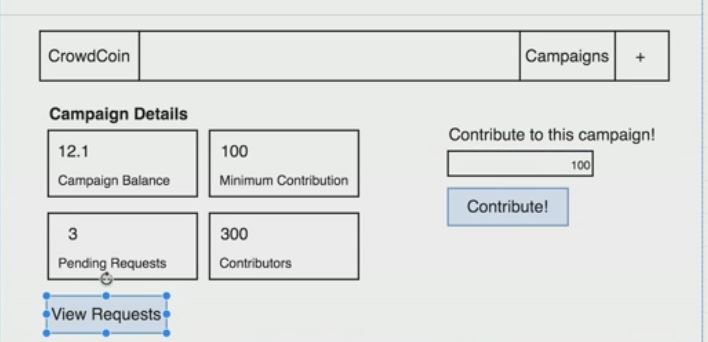 CrowdCoin
Campaigns
+
Campaign Details
12.1
Campaign Balance
100
Minimum Contribution
3
Pending Requests
300
Contributors
View Requests
Contribute to this campaign!
100
Contribute!